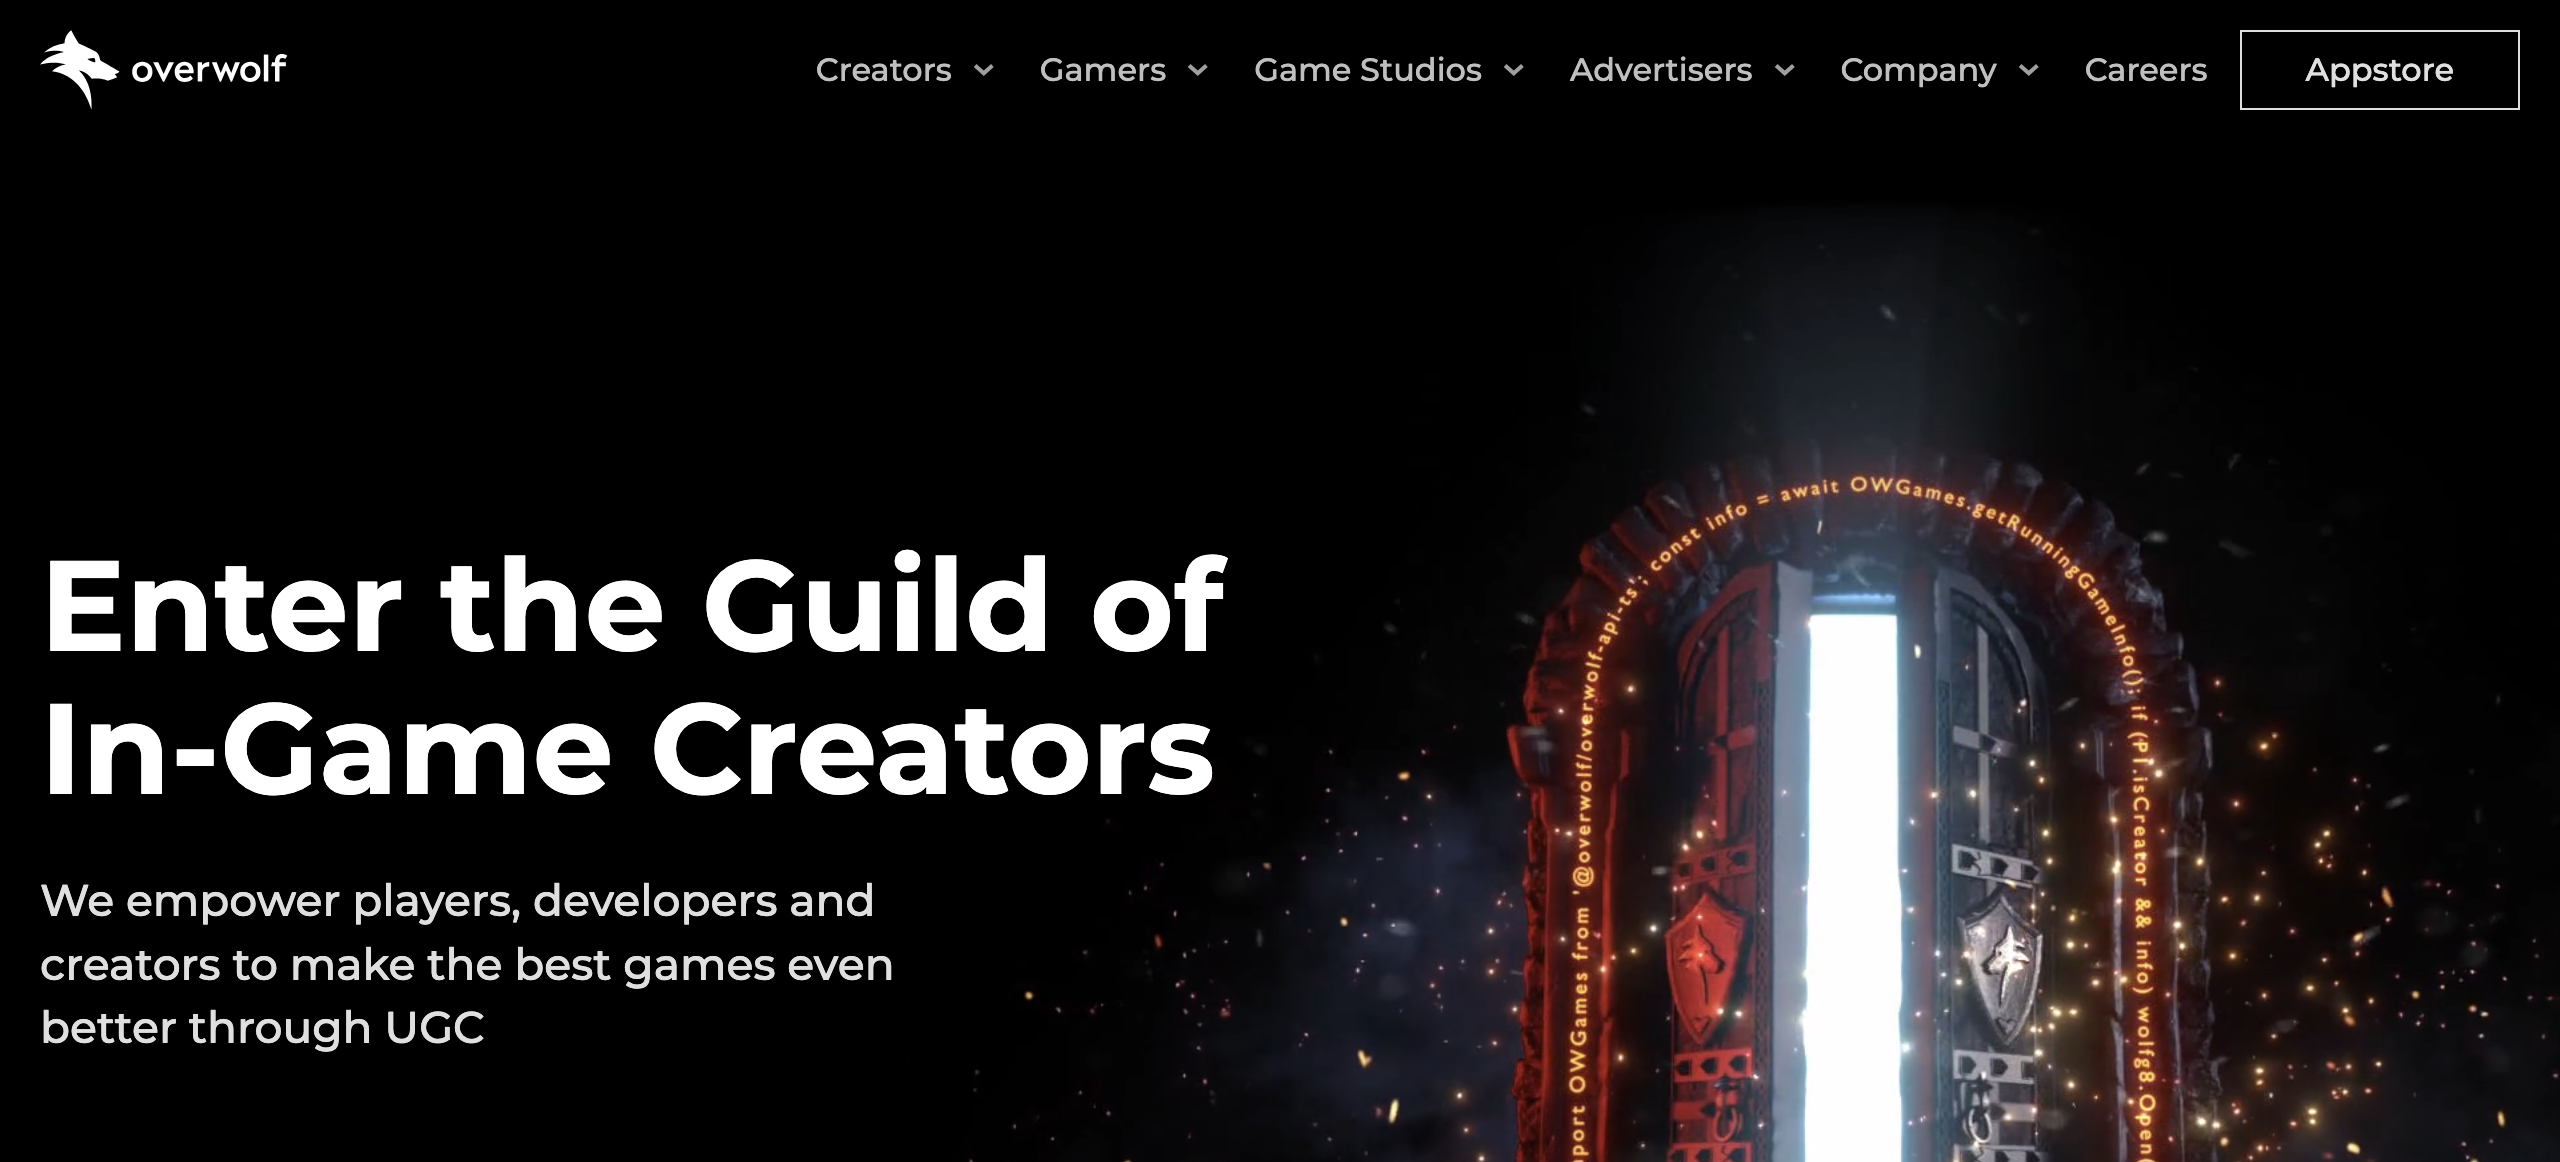 overwolf
Creators
Gamers
Game Studios
Advertisers
Company
Careers
Appstore
Enter the Guild of
In-Game Creators
We empower players, developers and
creators to make the best games even
better through UGC
port OWGames from '@overwolf/overwolf-api-ts'; const info = await OWGames.getRunningGameInfo(); if (PT.isCreator && info) wolfg8.Open(